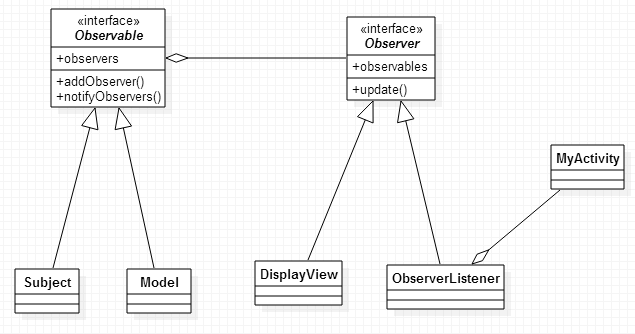 «interface»
Observable
+observers
+addObserver()
+notifyObservers()
«interface»
Observer
+observables
+update()
MyActivity
Subject
Model
DisplayView
ObserverListener